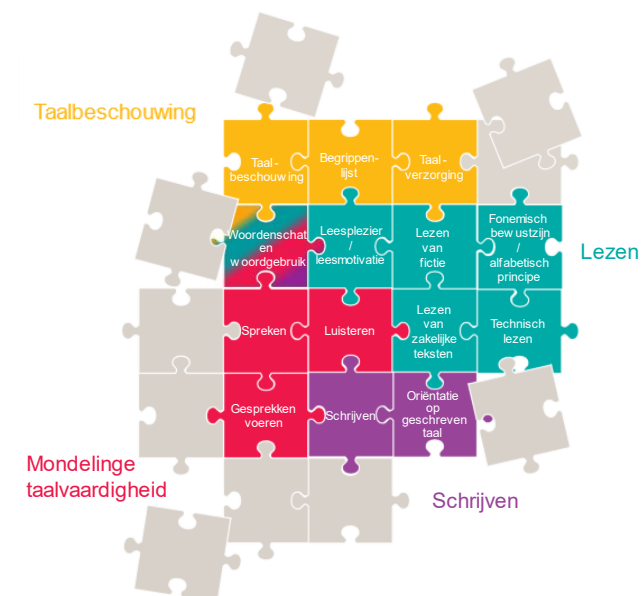 Taalbeschouwing
Taal-
beschouwing
Begrippen-
lijst
Taal-
verzorging
Woordenschat
en
woordgebruik
Leesplezier
/
leesmotivatie
Lezen
van
fictie
Fonemisch
bewustzijn
/
alfabetisch
principe
Lezen
Spreken
Luisteren
Lezen
van
zakelijke
teksten
Technisch
lezen
Gesprekken
voeren
Schrijven
Oriëntatie
op
geschreven
taal
Mondelinge
taalvaardigheid
Schrijven